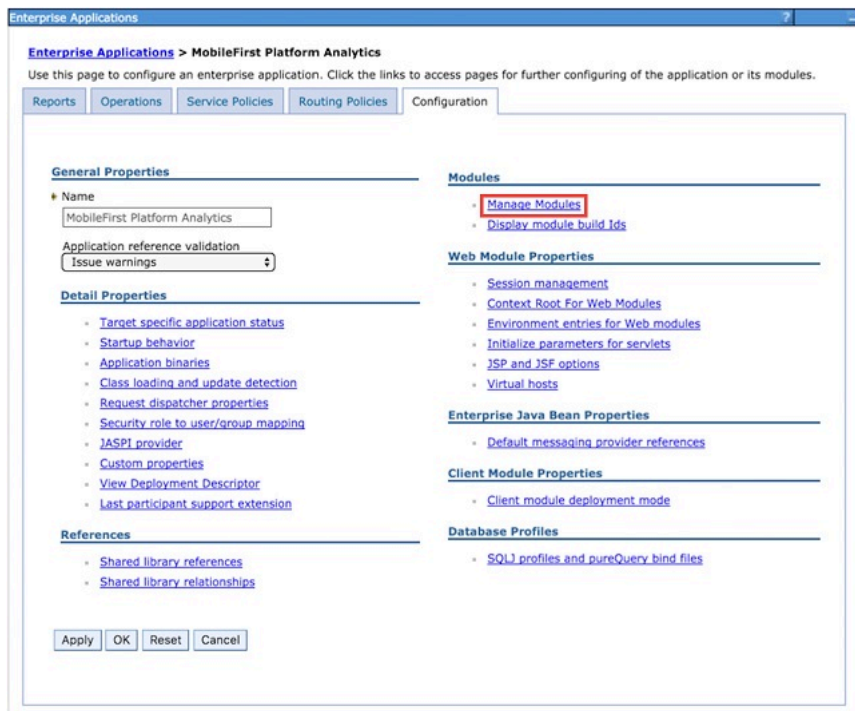 Enterprise Applications
?
Enterprise Applications > MobileFirst Platform Analytics
Use this page to configure an enterprise application. Click the links to access pages for further configuring of the application or its modules.
Reports
Operations
Service Policies
Routing Policies
Configuration
General Properties
Name
MobileFirst Platform Analytics
Application reference validation
Issue warnings
Detail Properties
Target specific application status
Startup behavior
Application binaries
Class loading and update detection
Request dispatcher properties
Security role to user/group mapping
JASPI provider
Custom properties
View Deployment Descriptor
Last participant support extension
References
Shared library references
Shared library relationships
Modules
Manage Modules
Display module build Ids
Web Module Properties
Session management
Context Root For Web Modules
Environment entries for Web modules
Initialize parameters for servlets
JSP and JSF options
Virtual hosts
Enterprise Java Bean Properties
Default messaging provider references
Client Module Properties
Client module deployment mode
Database Profiles
SQLJ profiles and pureQuery bind files
Apply
OK
Reset
Cancel